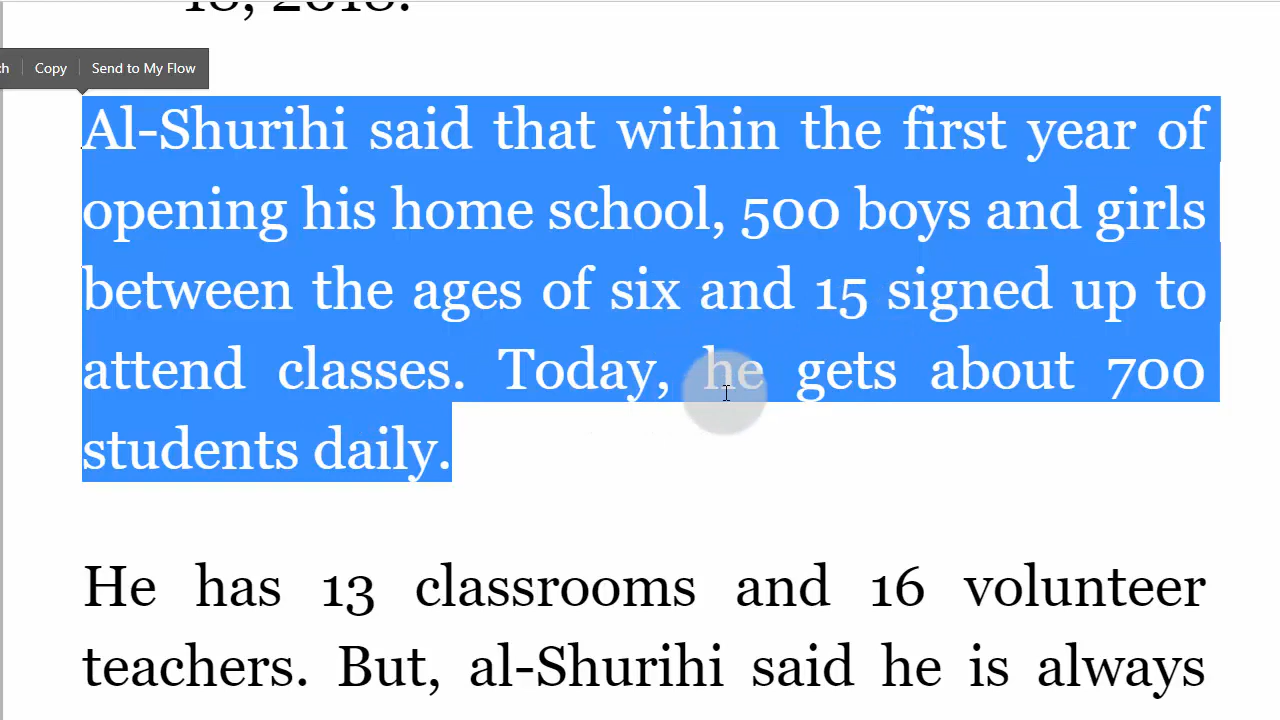 18, 2018.
Copy
Send to My Flow
Al-Shurihi said that within the first year of
opening his home school, 500 boys and girls
between the ages of six and 15 signed up to
attend classes. Today, he gets about 700
students daily.
He has 13 classrooms and 16 volunteer
teachers. But, al-Shurihi said he is always